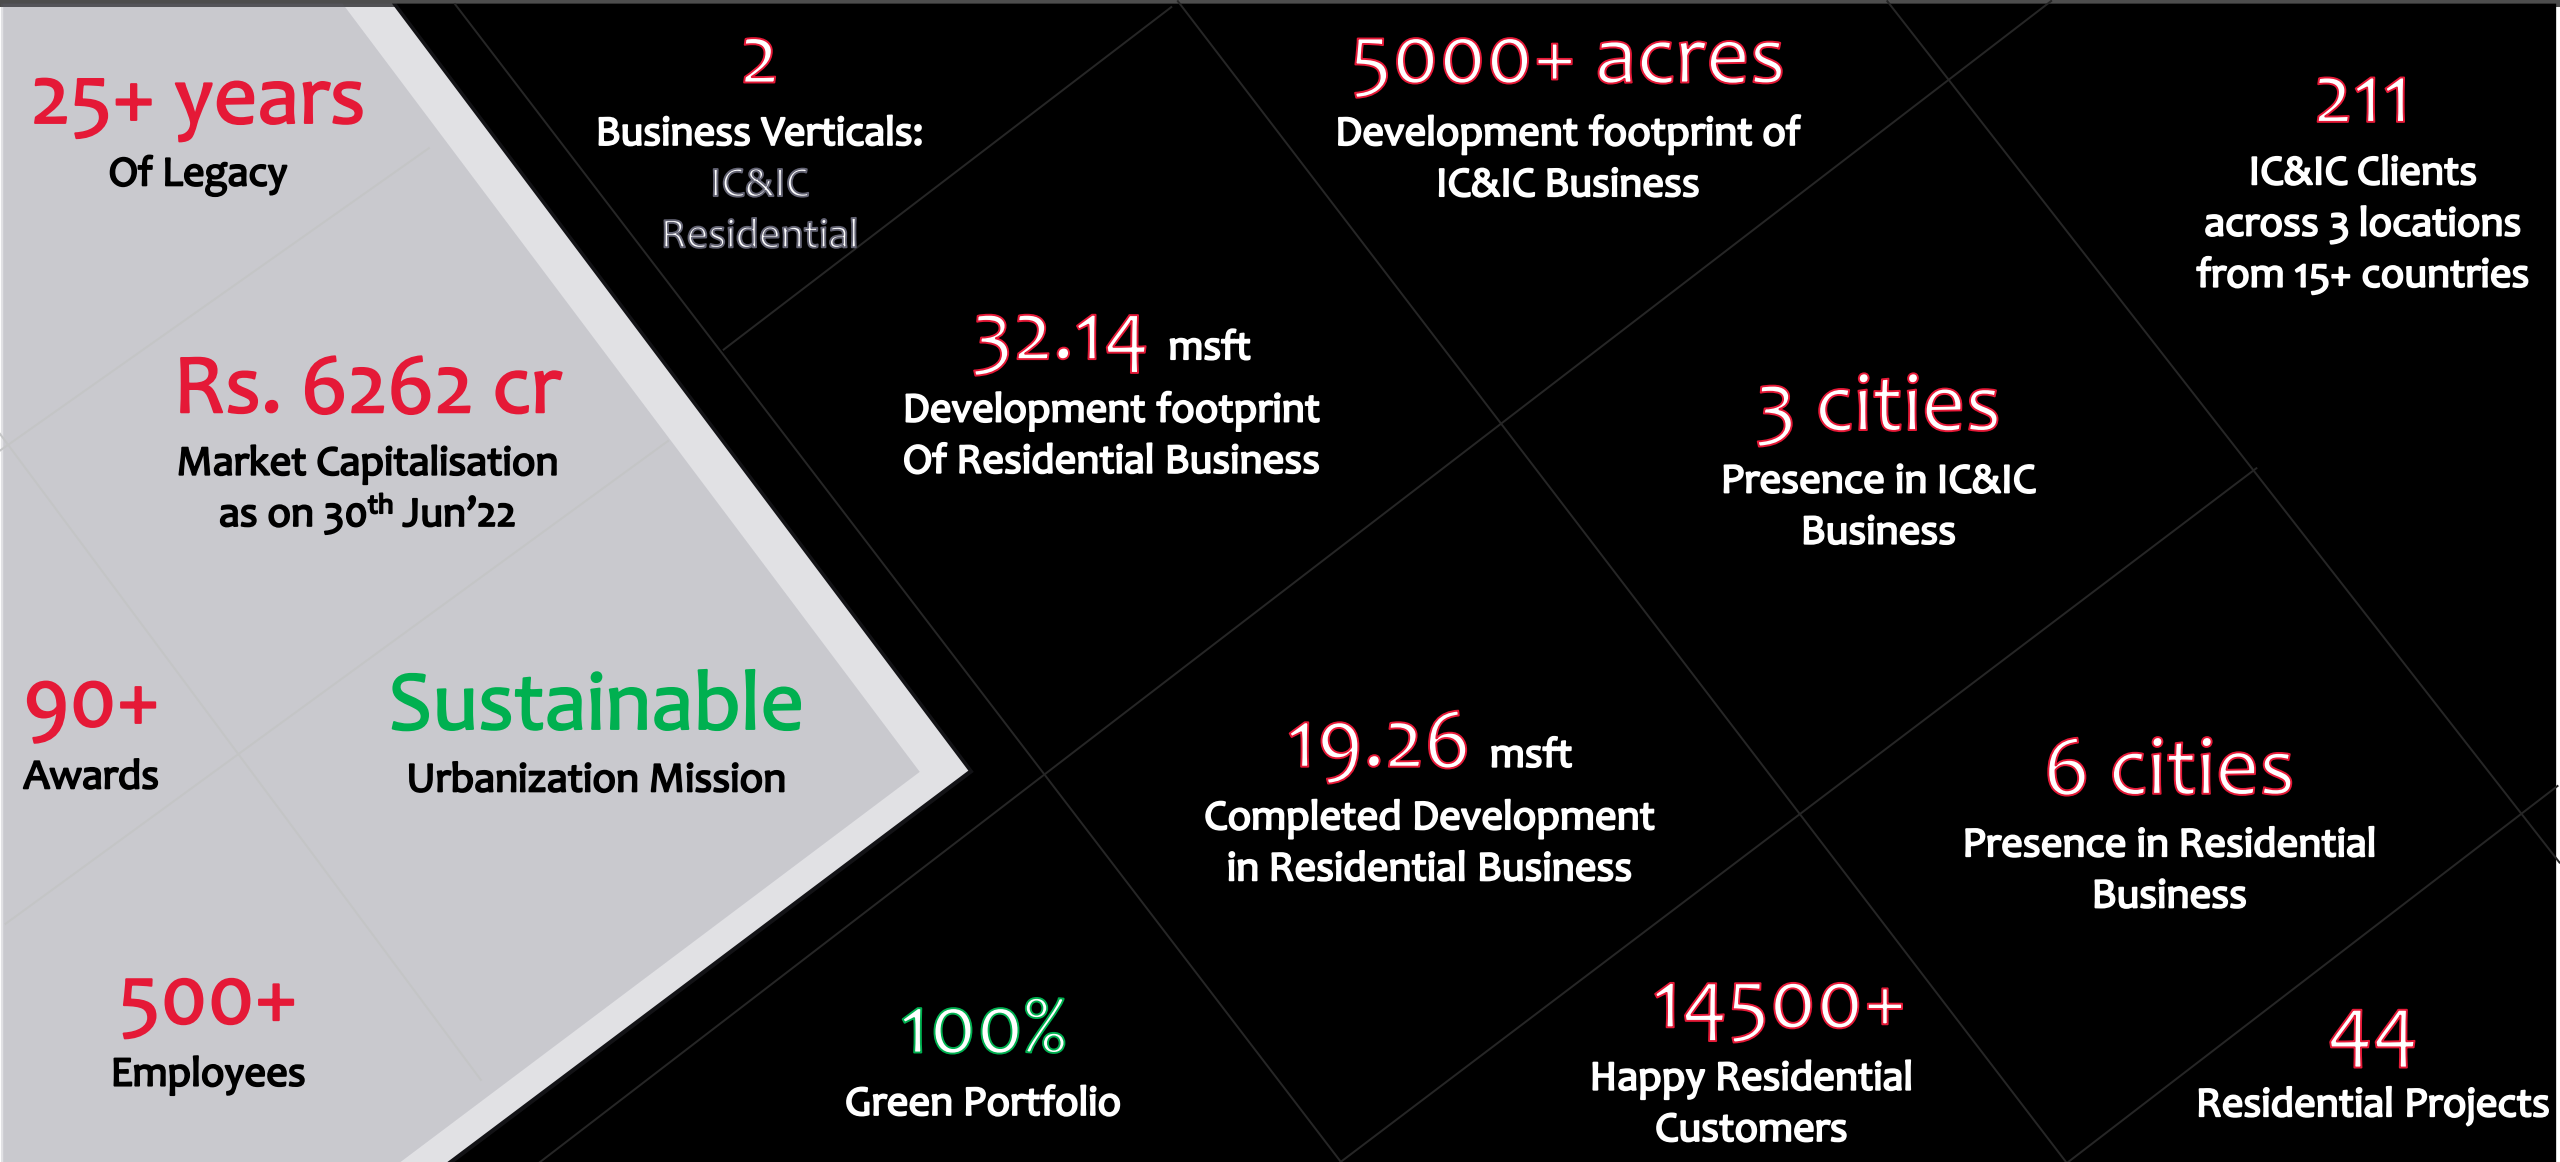 25+ years
Of Legacy
Rs. 6262 cr
Market Capitalisation
as on 30th Jun’22
90+
Awards
Sustainable
Urbanization Mission
500+
Employees
2
Business Verticals:
IC&IC
Residential
5000+ acres
Development footprint of
IC&IC Business
211
IC&IC Clients
across 3 locations
from 15+ countries
32.14 msft
Development footprint
Of Residential Business
3 cities
Presence in IC&IC
Business
19.26 msft
Completed Development
in Residential Business
6 cities
Presence in Residential
Business
100%
Green Portfolio
14500+
Happy Residential
Customers
44
Residential Projects